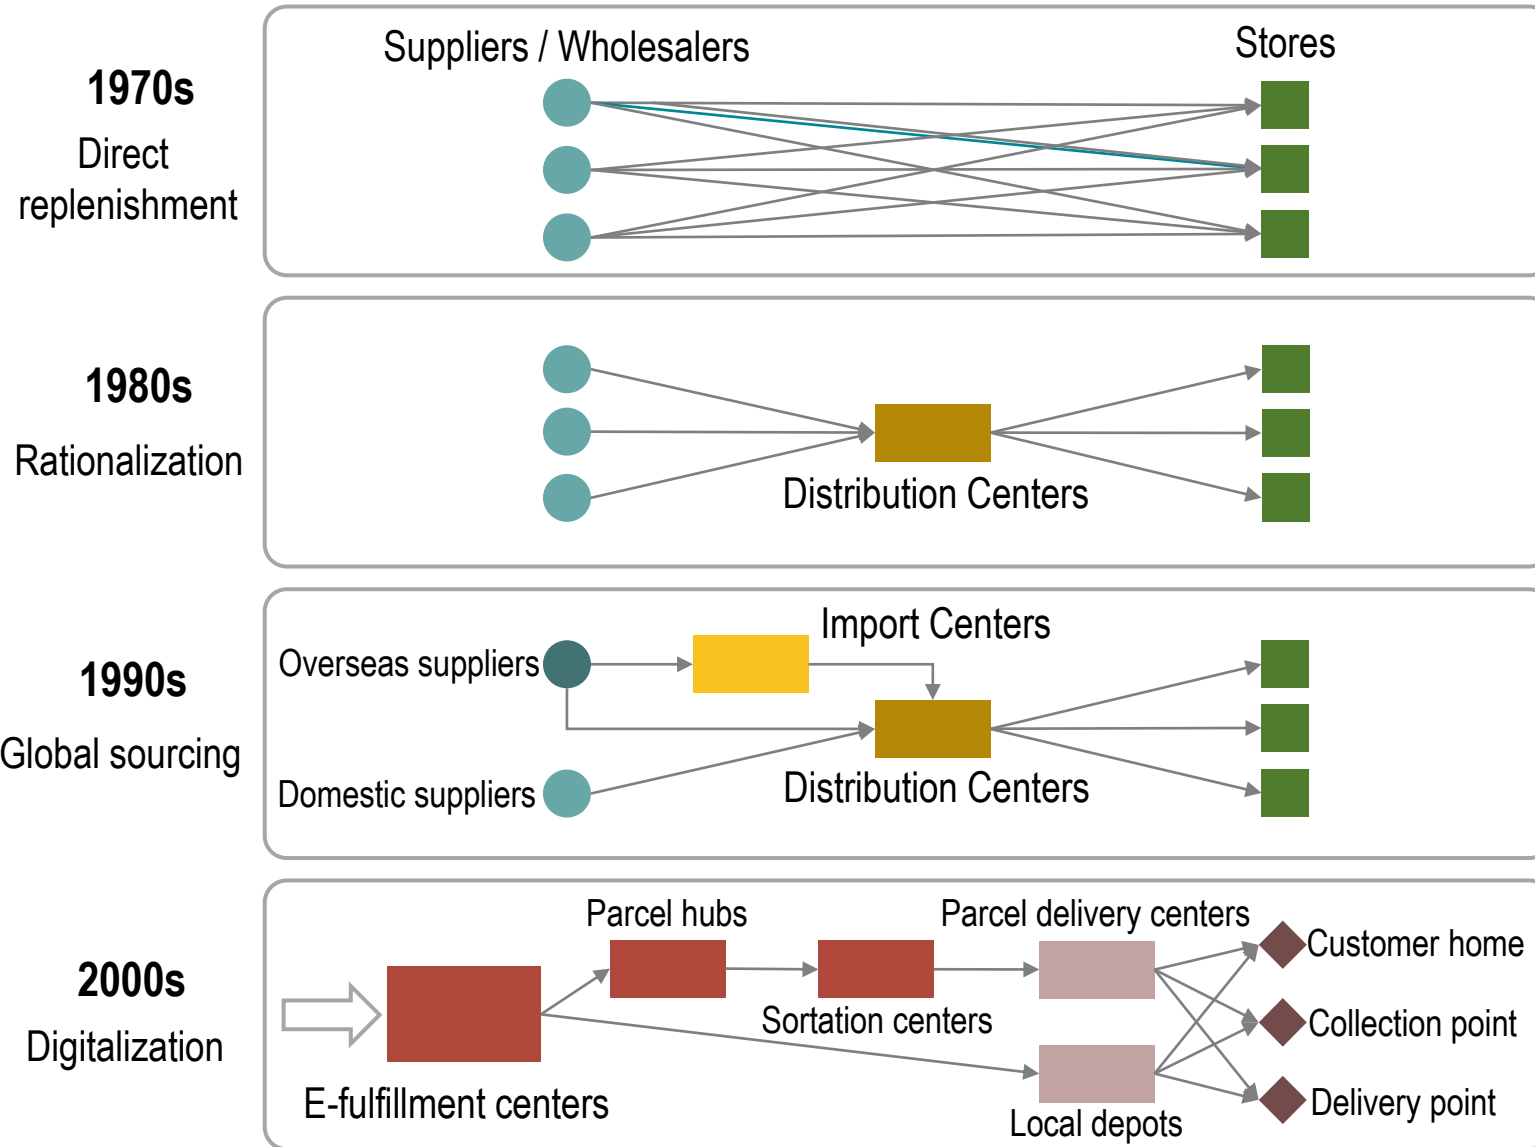 1970s
Direct
replenishment
Suppliers / Wholesalers
Stores
1980s
Rationalization
Distribution Centers
1990s
Global sourcing
Import Centers
Overseas suppliers
Distribution Centers
Domestic suppliers
2000s
Digitalization
Parcel hubs
Parcel delivery centers
Customer home
Sortation centers
Collection point
E-fulfillment centers
Local depots
Delivery point